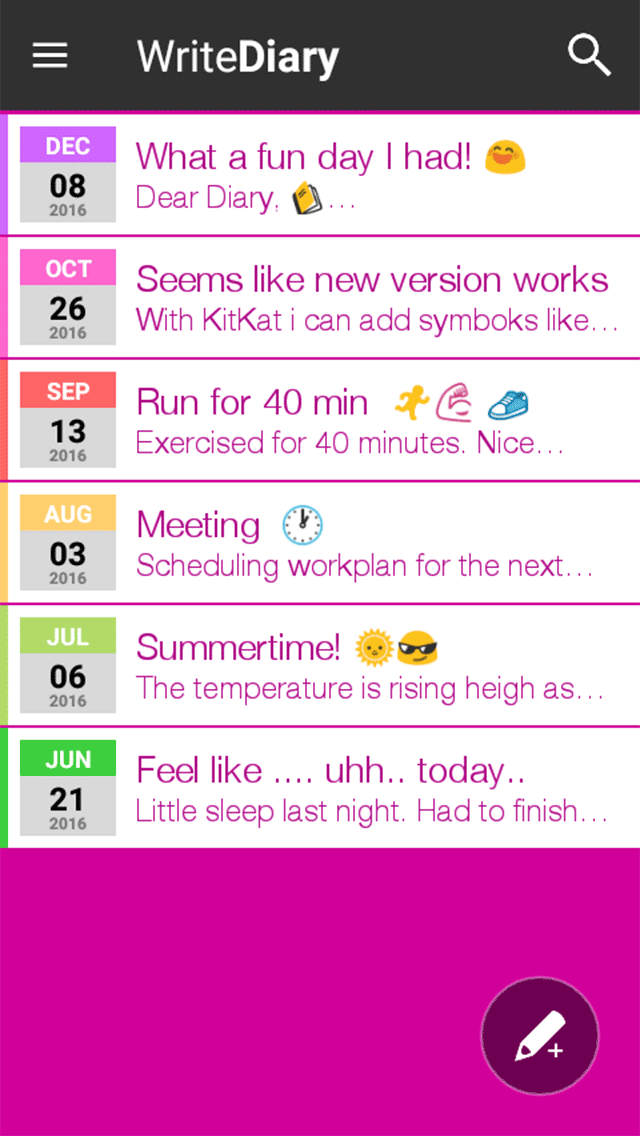 WriteDiary
DEC
08
2016
What a fun day I had! 😄
Dear Diary, 📒...
OCT
26
2016
Seems like new version works
With KitKat i can add symboks like...
SEP
13
2016
Run for 40 min 🏃💪👟
Exercised for 40 minutes. Nice...
AUG
03
2016
Meeting 🕐
Scheduling workplan for the next...
JUL
06
2016
Summertime! 🌞😎
The temperature is rising heigh as...
JUN
21
2016
Feel like .... uhh.. today..
Little sleep last night. Had to finish...